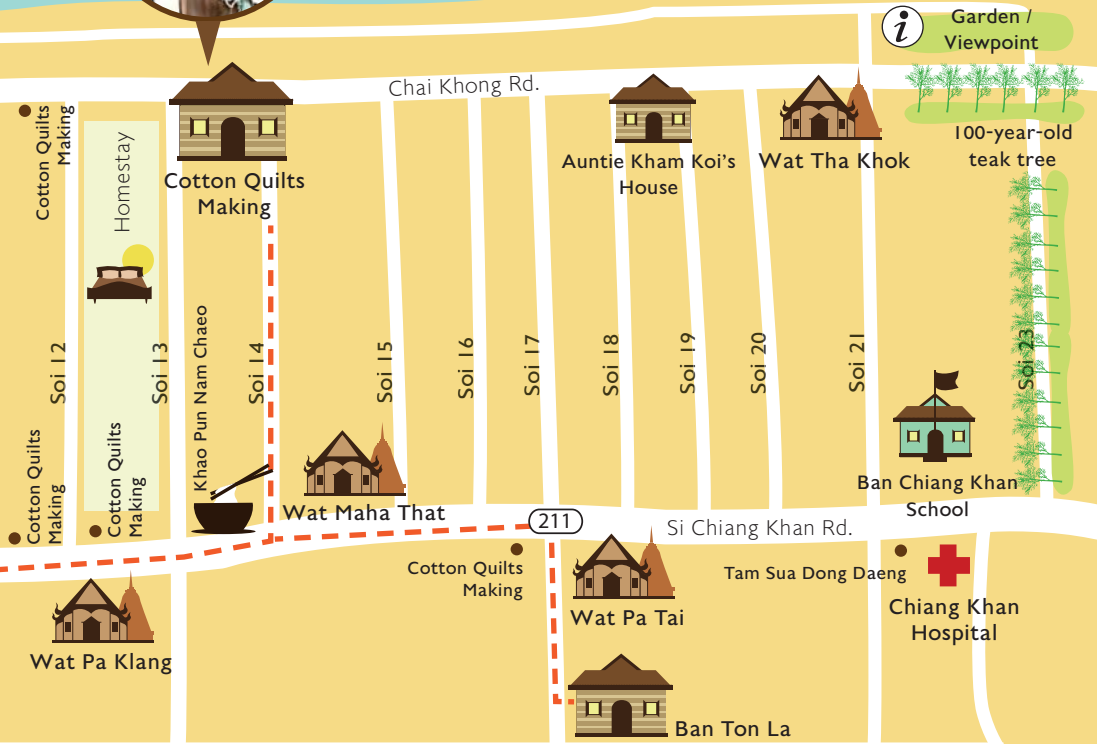 i
Garden /
Viewpoint
Chai Khong Rd.
100-year-old
teak tree
Cotton Quilts
Making
Homestay
Cotton Quilts
Making
Auntie Kham Koi's
House
Wat Tha Khok
Soi 12
Soi 13
Khao Pun Nam Chaeo
Soi 14
Soi 15
Soi 16
Soi 17
Soi 18
Soi 19
Soi 20
Soi 21
Soi 23
Cotton Quilts
Making
Cotton Quilts
Making
Wat Maha That
Ban Chiang Khan
School
211
Si Chiang Khan Rd.
Cotton Quilts
Making
Tam Sua Dong Daeng
Chiang Khan
Hospital
Wat Pa Tai
Wat Pa Klang
Ban Ton La